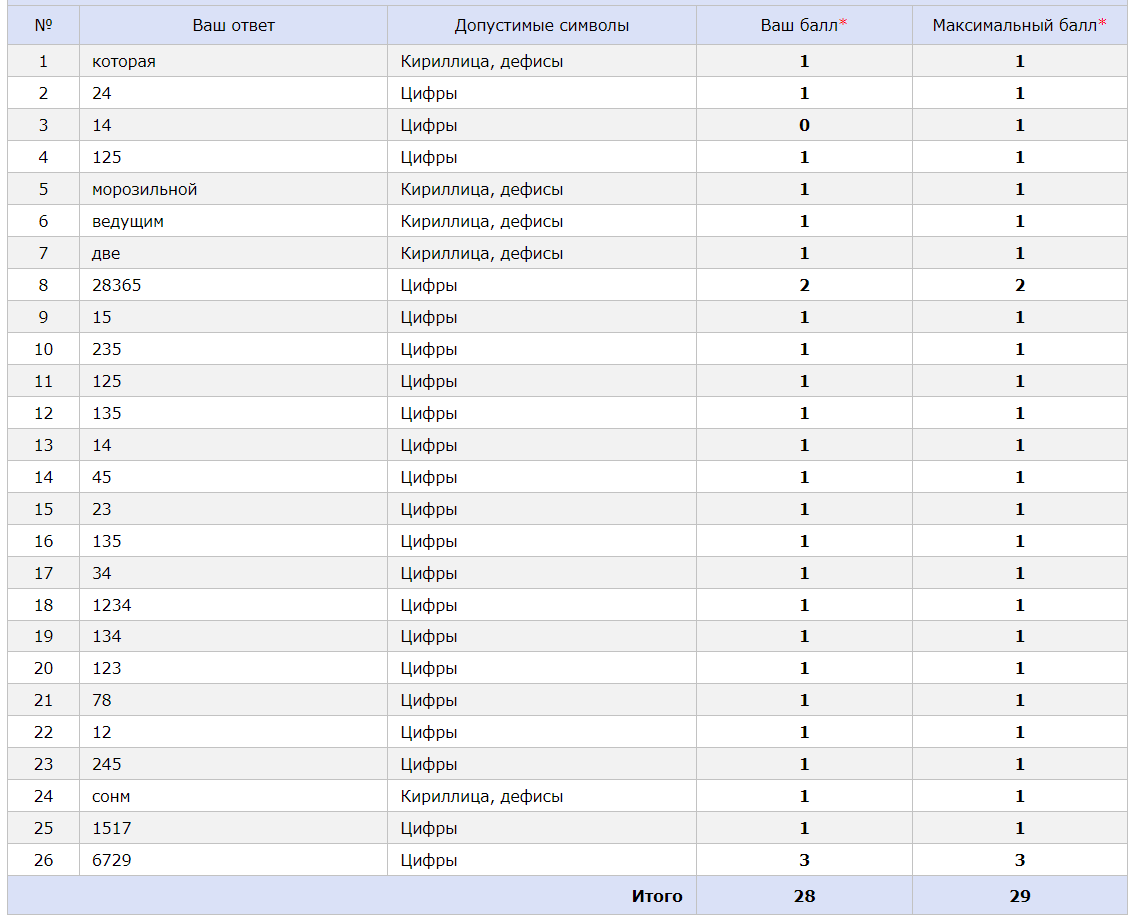 № Ваш ответ Допустимые символы Ваш балл* Максимальный балл*
1 которая Кириллица, дефисы 1 1
2 24 Цифры 1 1
3 14 Цифры 0 1
4 125 Цифры 1 1
5 морозильной Кириллица, дефисы 1 1
6 ведущим Кириллица, дефисы 1 1
7 две Кириллица, дефисы 1 1
8 28365 Цифры 2 2
9 15 Цифры 1 1
10 235 Цифры 1 1
11 125 Цифры 1 1
12 135 Цифры 1 1
13 14 Цифры 1 1
14 45 Цифры 1 1
15 23 Цифры 1 1
16 135 Цифры 1 1
17 34 Цифры 1 1
18 1234 Цифры 1 1
19 134 Цифры 1 1
20 123 Цифры 1 1
21 78 Цифры 1 1
22 12 Цифры 1 1
23 245 Цифры 1 1
24 сонм Кириллица, дефисы 1 1
25 1517 Цифры 1 1
26 6729 Цифры 3 3
Итого 28 29